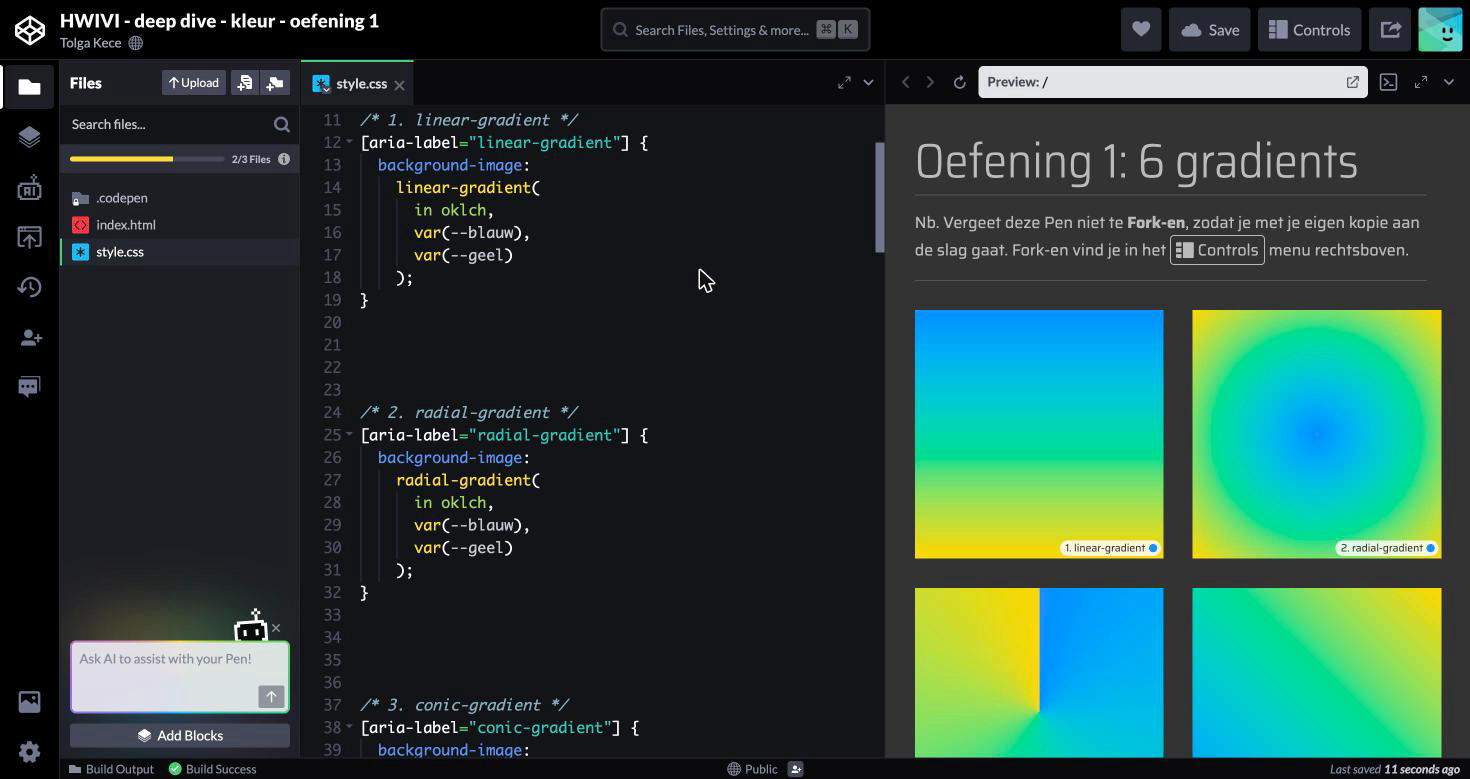 HWIVI - deep dive - kleur - oefening 1
Tolga Kece
Search Files, Settings & more... ⌘ K
Save
Controls
Files
Upload
Search files...
2/3 Files
.codepen
index.html
style.css
AI
Ask AI to assist with your Pen!
Add Blocks
style.css
11 /* 1. linear-gradient */
12 [aria-label="linear-gradient"] {
13 background-image:
14 linear-gradient(
15 in oklch,
16 var(--blauw),
17 var(--geel)
18 );
19 }
20
21
22
23
24 /* 2. radial-gradient */
25 [aria-label="radial-gradient"] {
26 background-image:
27 radial-gradient(
28 in oklch,
29 var(--blauw),
30 var(--geel)
31 );
32 }
33
34
35
36
37 /* 3. conic-gradient */
38 [aria-label="conic-gradient"] {
39 background-image:
Preview: /
Oefening 1: 6 gradients
Nb. Vergeet deze Pen niet te Fork-en, zodat je met je eigen kopie aan
de slag gaat. Fork-en vind je in het Controls menu rechtsboven.
1. linear-gradient
2. radial-gradient
Build Output
Build Success
Public
Last saved 11 seconds ago